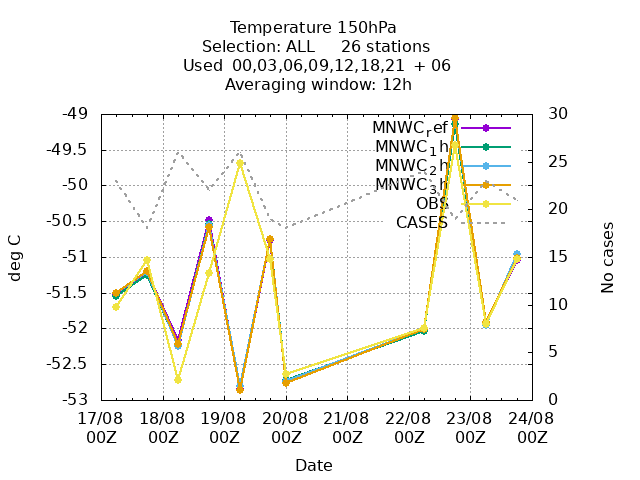 Temperature 150hPa
Selection: ALL 26 stations
Used 00,03,06,09,12,18,21 + 06
Averaging window: 12h
-49
-49.5
-50
-50.5
-51
-51.5
-52
-52.5
-53
deg C
MNWC_ref
MNWC_1h
MNWC_2h
MNWC_3h
OBS
CASES
30
25
20
15
10
5
0
No cases
17/08 18/08 19/08 20/08 21/08 22/08 23/08 24/08
00Z 00Z 00Z 00Z 00Z 00Z 00Z 00Z
Date